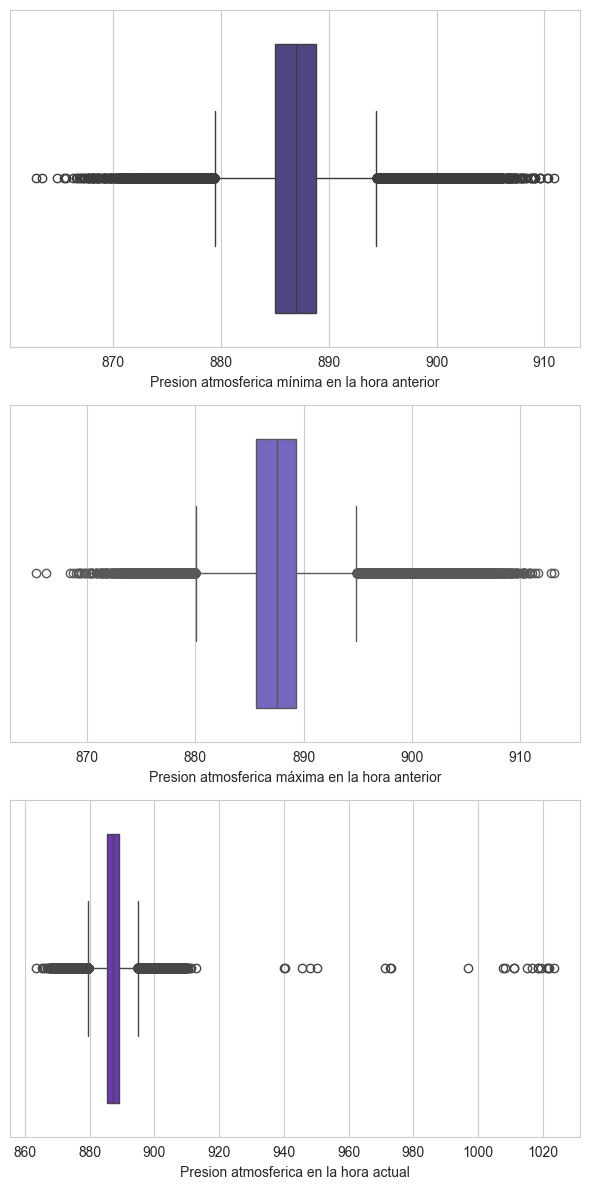 870 880 890 900 910
Presion atmosferica mínima en la hora anterior
870 880 890 900 910
Presion atmosferica máxima en la hora anterior
860 880 900 920 940 960 980 1000 1020
Presion atmosferica en la hora actual